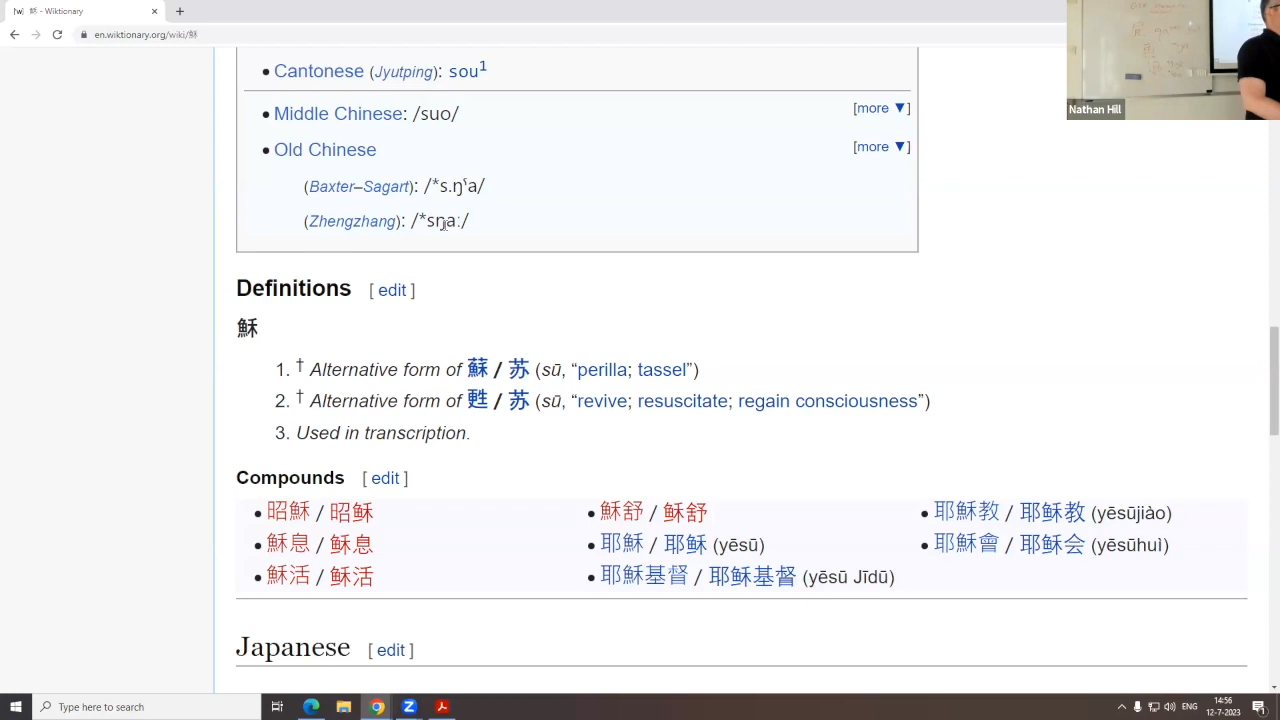 [w] 穌 - Wiktionary
en.wiktionary.org/wiki/穌
Nathan Hill
• Cantonese (Jyutping): sou1
• Middle Chinese: /suo/ [more ▼]
• Old Chinese [more ▼]
(Baxter–Sagart): /*s.ŋˤa/
(Zhengzhang): /*sŋaː/
Definitions [ edit ]
穌
1. † Alternative form of 蘇 / 苏 (sū, “perilla; tassel”)
2. † Alternative form of 甦 / 苏 (sū, “revive; resuscitate; regain consciousness”)
3. Used in transcription.
Compounds [ edit ]
• 昭穌 / 昭稣
• 穌息 / 稣息
• 穌活 / 稣活
• 穌舒 / 稣舒
• 耶穌 / 耶稣 (yēsū)
• 耶穌基督 / 耶稣基督 (yēsū Jīdū)
• 耶穌教 / 耶稣教 (yēsūjiào)
• 耶穌會 / 耶稣会 (yēsūhuì)
Japanese [ edit ]
Type here to search
ENG
14:56
12-7-2023